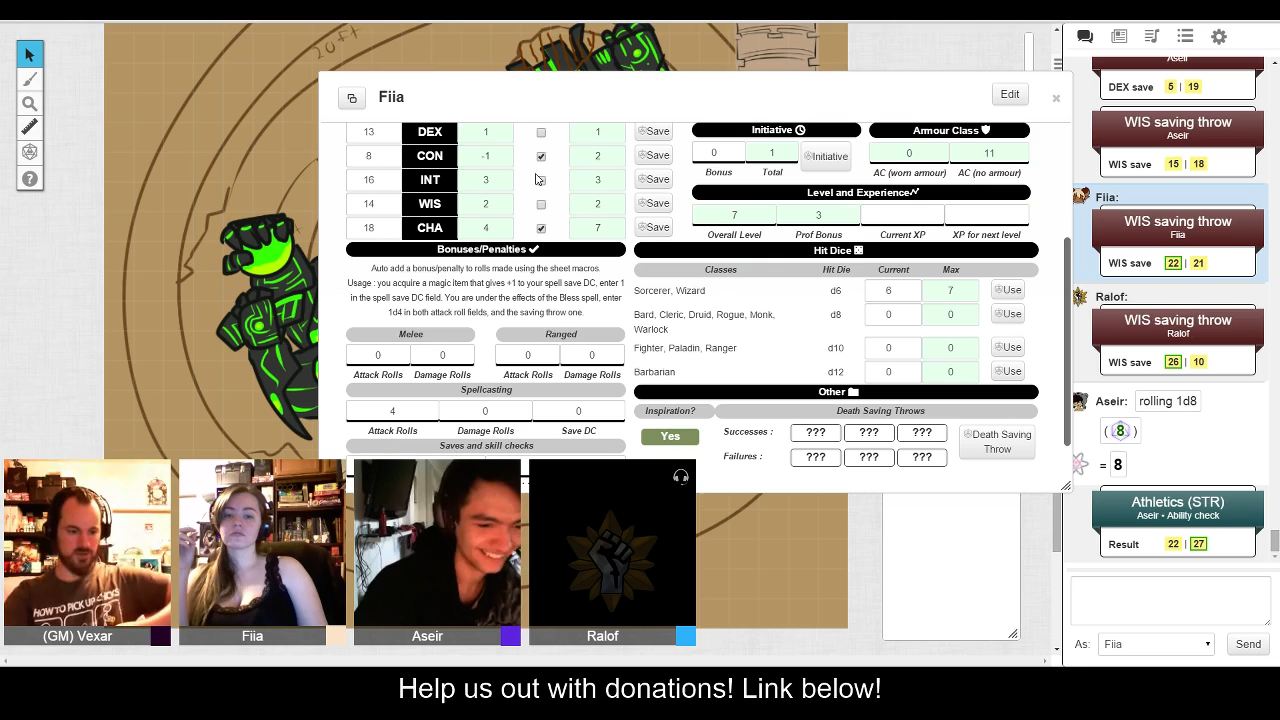 20ft
Fiia
Edit
×
13 DEX 1 1 Save
8 CON -1 2 Save
16 INT 3 3 Save
14 WIS 2 2 Save
18 CHA 4 7 Save
Bonuses/Penalties
Auto add a bonus/penalty to rolls made using the sheet macros.
Usage : you acquire a magic item that gives +1 to your spell save DC, enter 1
in the spell save DC field. You are under the effects of the Bless spell, enter
1d4 in both attack roll fields, and the saving throw one.
Melee Ranged
0 0 0 0
Attack Rolls Damage Rolls Attack Rolls Damage Rolls
Spellcasting
4 0 0
Attack Rolls Damage Rolls Save DC
Saves and skill checks
Initiative Armour Class
0 1 Initiative 0 11
Bonus Total AC (worn armour) AC (no armour)
Level and Experience
7 3
Overall Level Prof Bonus Current XP XP for next level
Hit Dice
Classes Hit Die Current Max
Sorcerer, Wizard d6 6 7 Use
Bard, Cleric, Druid, Rogue, Monk,
Warlock d8 0 0 Use
Fighter, Paladin, Ranger d10 0 0 Use
Barbarian d12 0 0 Use
Other
Inspiration? Death Saving Throws
Yes Successes : ??? ??? ???
Failures : ??? ??? ???
Death Saving
Throw
Aseir
DEX save 5 | 19
WIS saving throw
Aseir
WIS save 15 | 18
Fiia:
WIS saving throw
Fiia
WIS save 22 | 21
Ralof:
WIS saving throw
Ralof
WIS save 26 | 10
Aseir: rolling 1d8
( 8 )
= 8
Athletics (STR)
Aseir - Ability check
Result 22 | 27
As: Fiia Send
HOW TO PICK UP CHICKS
(GM) Vexar Fiia Aseir Ralof
Help us out with donations! Link below!